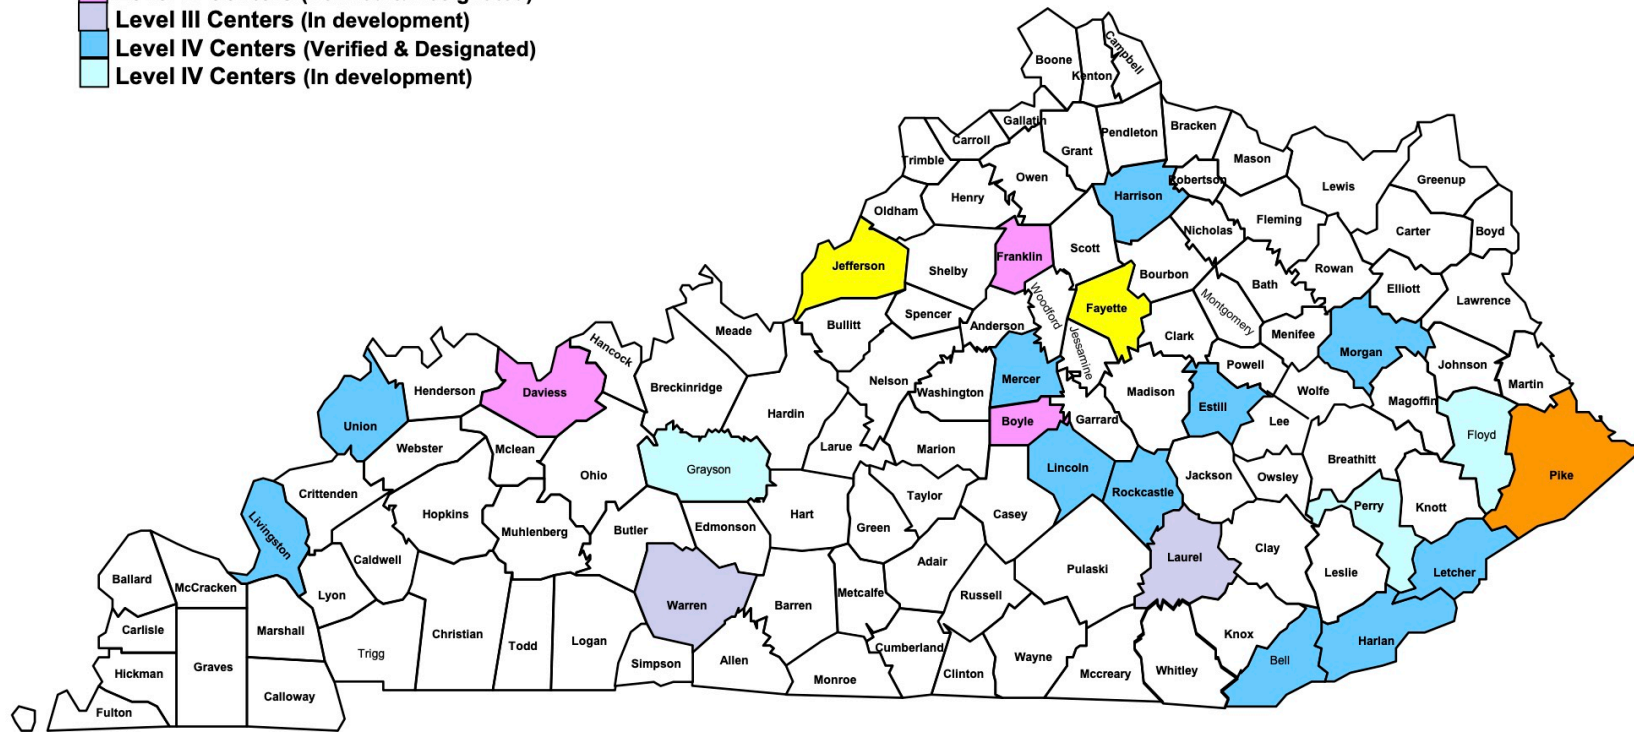 Level III Centers (In development)
Level IV Centers (Verified & Designated)
Level IV Centers (In development)
Boone
Kenton
Campbell
Gallatin
Carroll
Trimble
Grant
Pendleton
Bracken
Mason
Lewis
Greenup
Owen
Henry
Oldham
Harrison
Robertson
Fleming
Carter
Boyd
Nicholas
Scott
Franklin
Jefferson
Shelby
Bourbon
Rowan
Bath
Elliott
Lawrence
Woodford
Fayette
Montgomery
Spencer
Anderson
Bullitt
Jessamine
Clark
Menifee
Morgan
Meade
Hancock
Breckinridge
Henderson
Daviess
Union
Nelson
Washington
Mercer
Madison
Powell
Wolfe
Johnson
Martin
Magoffin
Estill
Lee
Floyd
Pike
Hardin
Larue
Boyle
Garrard
Marion
Webster
Mclean
Ohio
Grayson
Lincoln
Rockcastle
Jackson
Owsley
Breathitt
Perry
Knott
Crittenden
Livingston
Hopkins
Muhlenberg
Butler
Edmonson
Hart
Green
Taylor
Casey
Pulaski
Laurel
Clay
Leslie
Letcher
Ballard
McCracken
Lyon
Caldwell
Warren
Barren
Metcalfe
Adair
Russell
Carlisle
Marshall
Hickman
Graves
Calloway
Fulton
Trigg
Christian
Todd
Logan
Simpson
Allen
Monroe
Cumberland
Clinton
Wayne
Mccreary
Whitley
Knox
Bell
Harlan